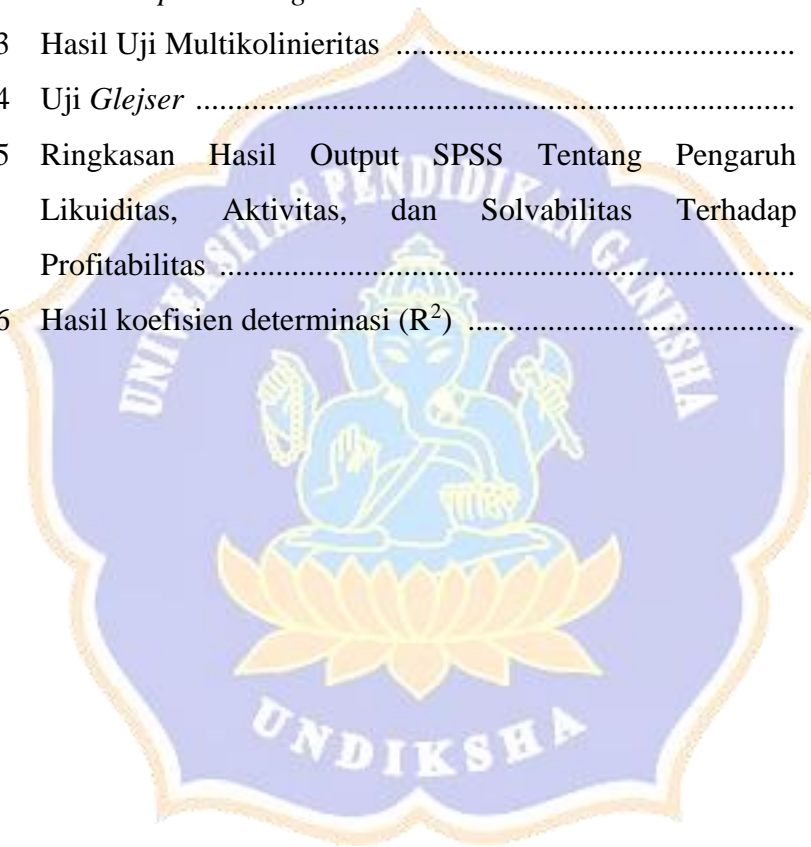 3 Hasil Uji Multikolinieritas ...................................................
4 Uji Glejser ............................................................................
5 Ringkasan Hasil Output SPSS Tentang Pengaruh
Likuiditas, Aktivitas, dan Solvabilitas Terhadap
Profitabilitas .........................................................................
6 Hasil koefisien determinasi (R²) .........................................
UNIVERSITAS PENDIDIKAN GANESHA
UNDIKSHA